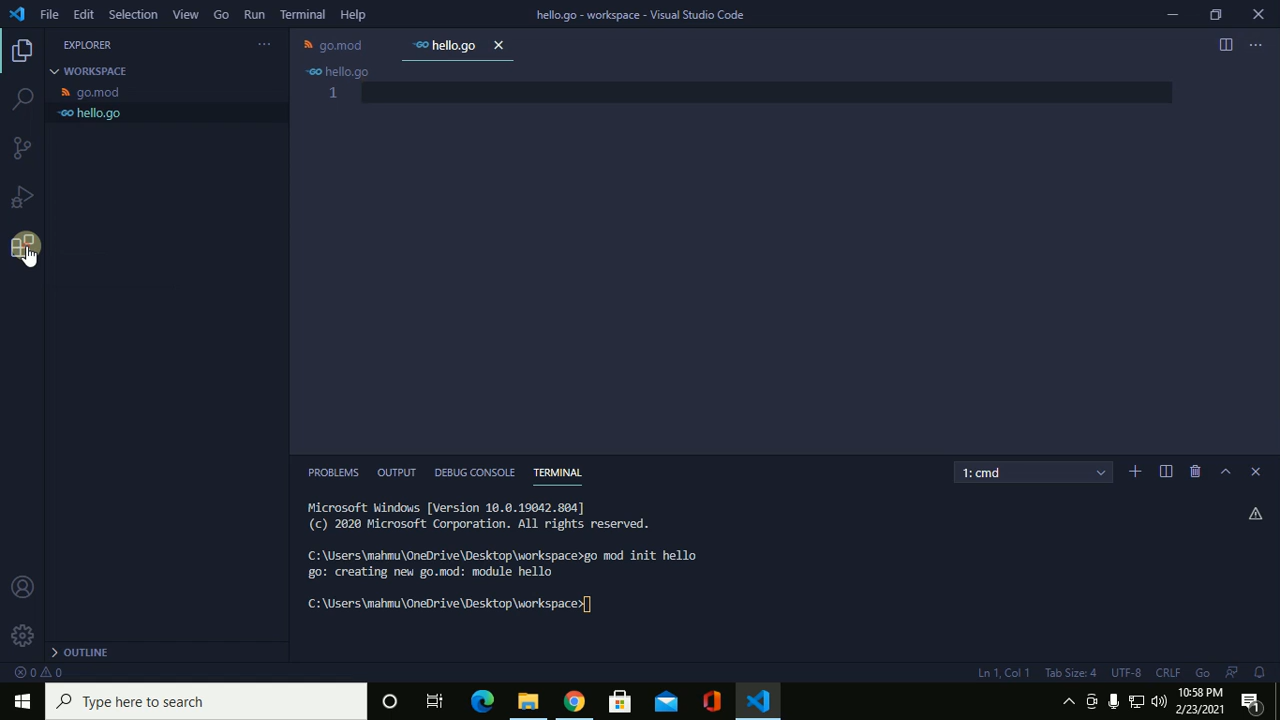 File Edit Selection View Go Run Terminal Help
hello.go - workspace - Visual Studio Code
EXPLORER
WORKSPACE
go.mod
hello.go
OUTLINE
go.mod
hello.go
hello.go
1
PROBLEMS OUTPUT DEBUG CONSOLE TERMINAL
1: cmd
Microsoft Windows [Version 10.0.19042.804]
(c) 2020 Microsoft Corporation. All rights reserved.
C:\Users\mahmu\OneDrive\Desktop\workspace>go mod init hello
go: creating new go.mod: module hello
C:\Users\mahmu\OneDrive\Desktop\workspace>
0 0
Ln 1, Col 1 Tab Size: 4 UTF-8 CRLF Go
Type here to search
10:58 PM
2/23/2021
1